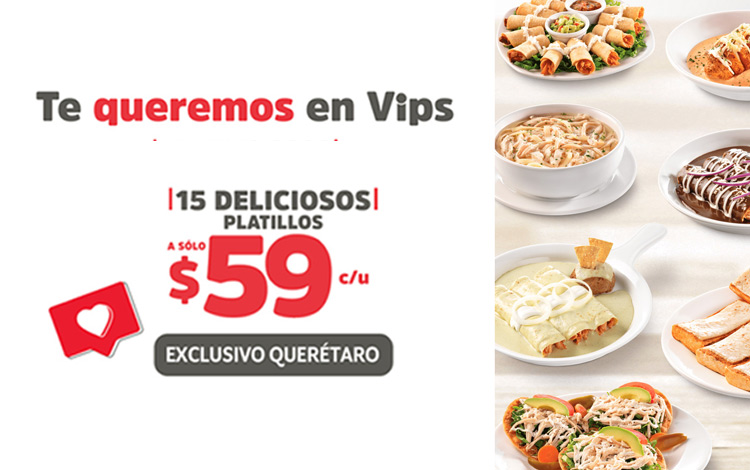 Te queremos en Vips
15 DELICIOSOS
PLATILLOS
A SÓLO
$59 c/u
EXCLUSIVO QUERÉTARO